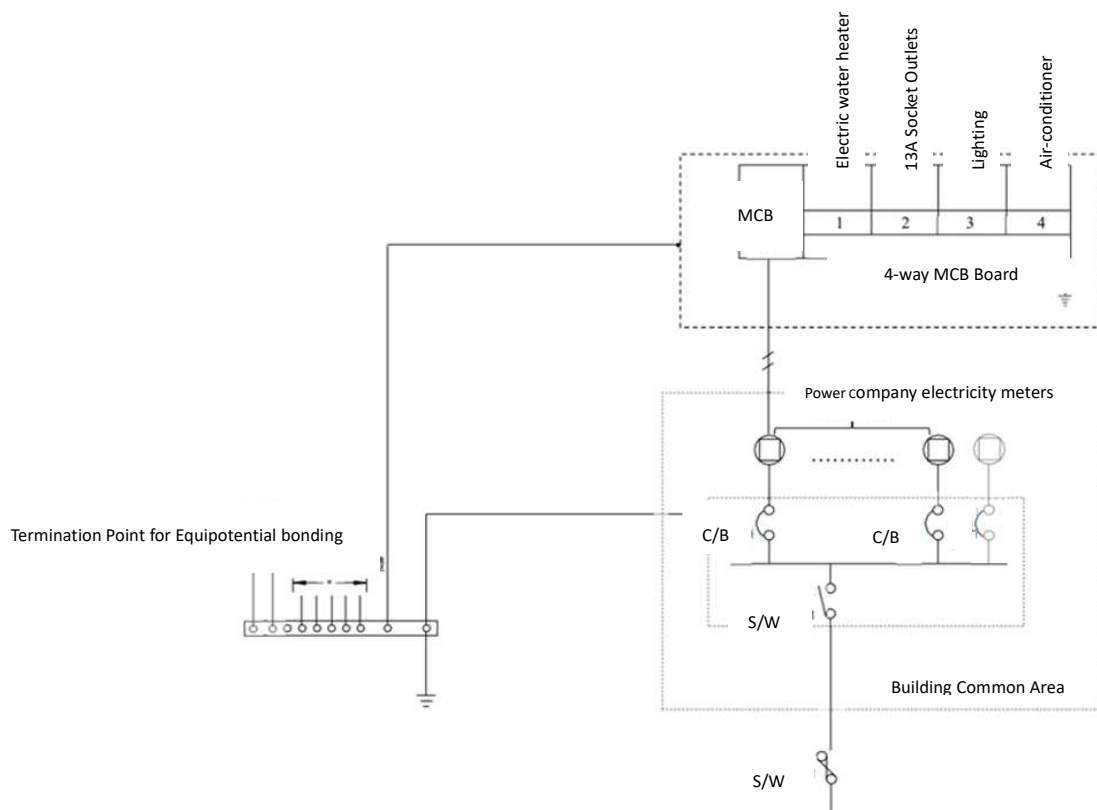 Electric water heater
13A Socket Outlets
Lighting
Air-conditioner
MCB
1 2 3 4
4-way MCB Board
Power company electricity meters
Termination Point for Equipotential bonding
C/B
C/B
S/W
Building Common Area
S/W